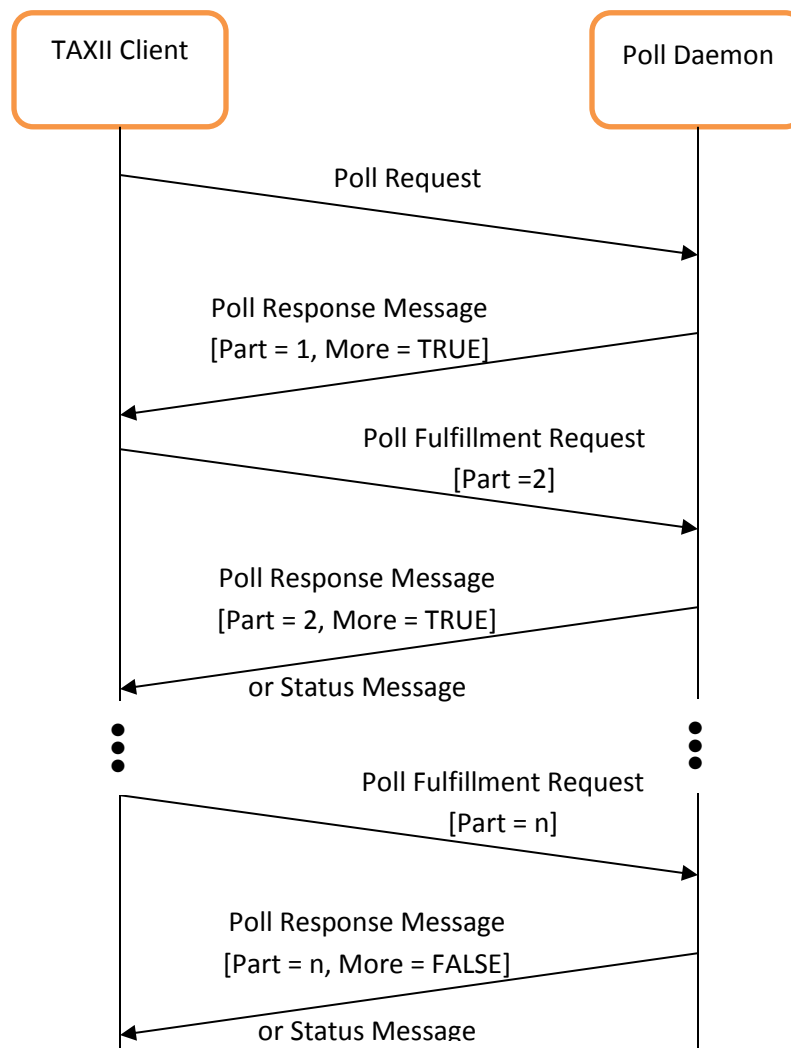 TAXII Client
Poll Daemon
Poll Request
Poll Response Message
[Part = 1, More = TRUE]
Poll Fulfillment Request
[Part =2]
Poll Response Message
[Part = 2, More = TRUE]
or Status Message
Poll Fulfillment Request
[Part = n]
Poll Response Message
[Part = n, More = FALSE]
or Status Message